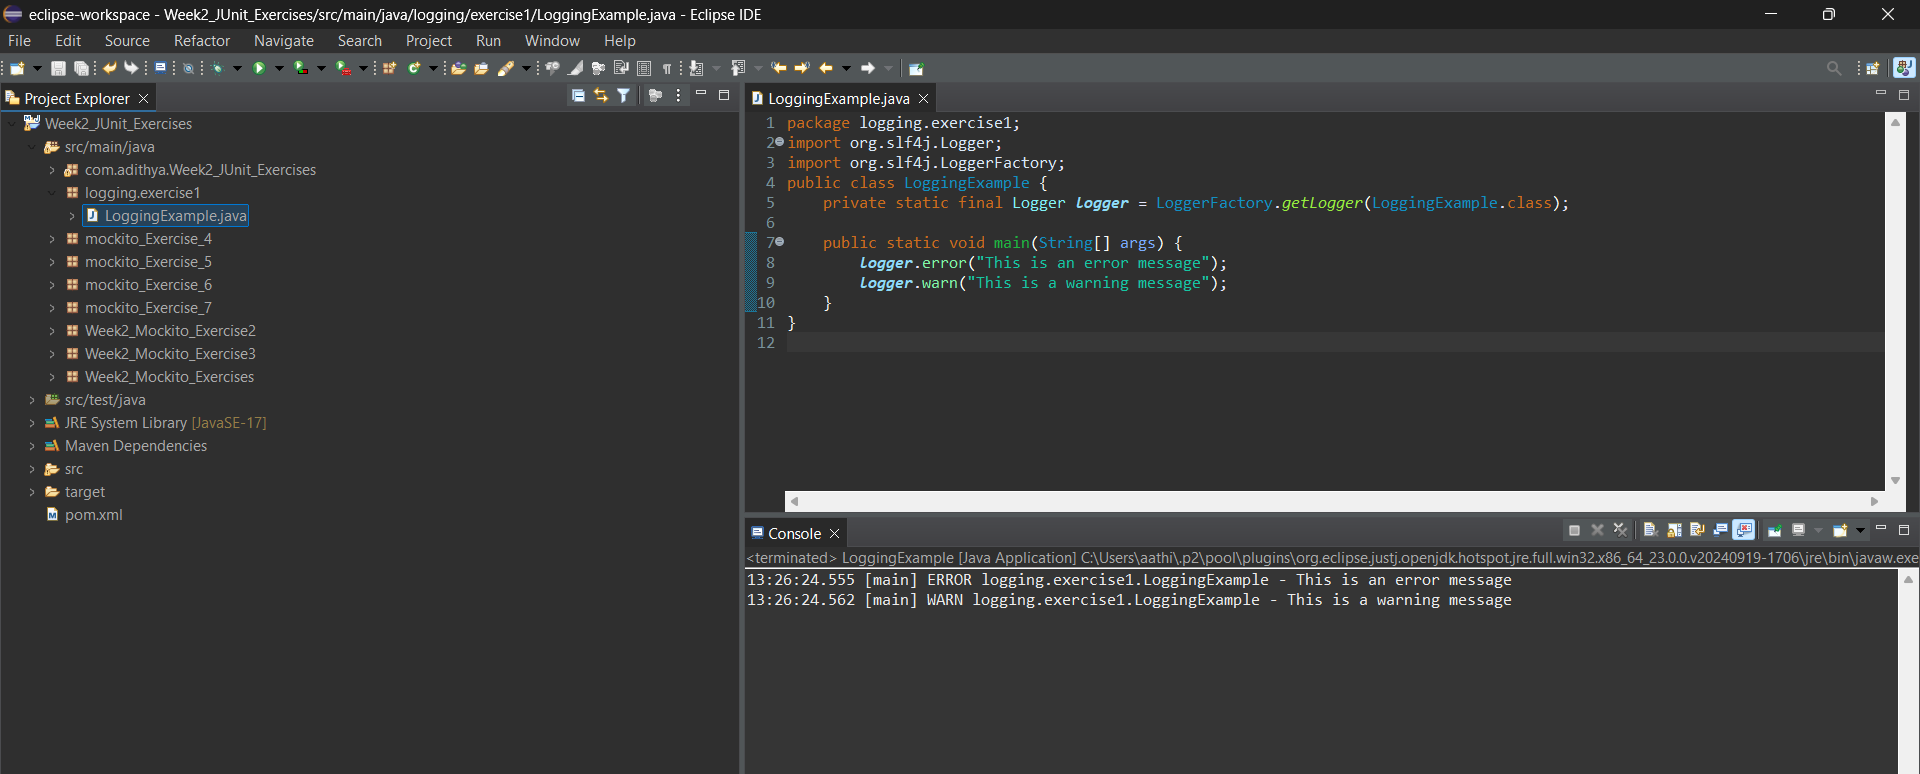 eclipse-workspace - Week2_JUnit_Exercises/src/main/java/logging/exercise1/LoggingExample.java - Eclipse IDE
File Edit Source Refactor Navigate Search Project Run Window Help
Project Explorer
Week2_JUnit_Exercises
src/main/java
com.adithya.Week2_JUnit_Exercises
logging.exercise1
LoggingExample.java
mockito_Exercise_4
mockito_Exercise_5
mockito_Exercise_6
mockito_Exercise_7
Week2_Mockito_Exercise2
Week2_Mockito_Exercise3
Week2_Mockito_Exercises
src/test/java
JRE System Library [JavaSE-17]
Maven Dependencies
src
target
pom.xml
LoggingExample.java
1 package logging.exercise1;
2 import org.slf4j.Logger;
3 import org.slf4j.LoggerFactory;
4 public class LoggingExample {
5 private static final Logger logger = LoggerFactory.getLogger(LoggingExample.class);
6
7 public static void main(String[] args) {
8 logger.error("This is an error message");
9 logger.warn("This is a warning message");
10 }
11 }
12
Console
<terminated> LoggingExample [Java Application] C:\Users\aathi\.p2\pool\plugins\org.eclipse.justj.openjdk.hotspot.jre.full.win32.x86_64_23.0.0.v20240919-1706\jre\bin\javaw.exe
13:26:24.555 [main] ERROR logging.exercise1.LoggingExample - This is an error message
13:26:24.562 [main] WARN logging.exercise1.LoggingExample - This is a warning message